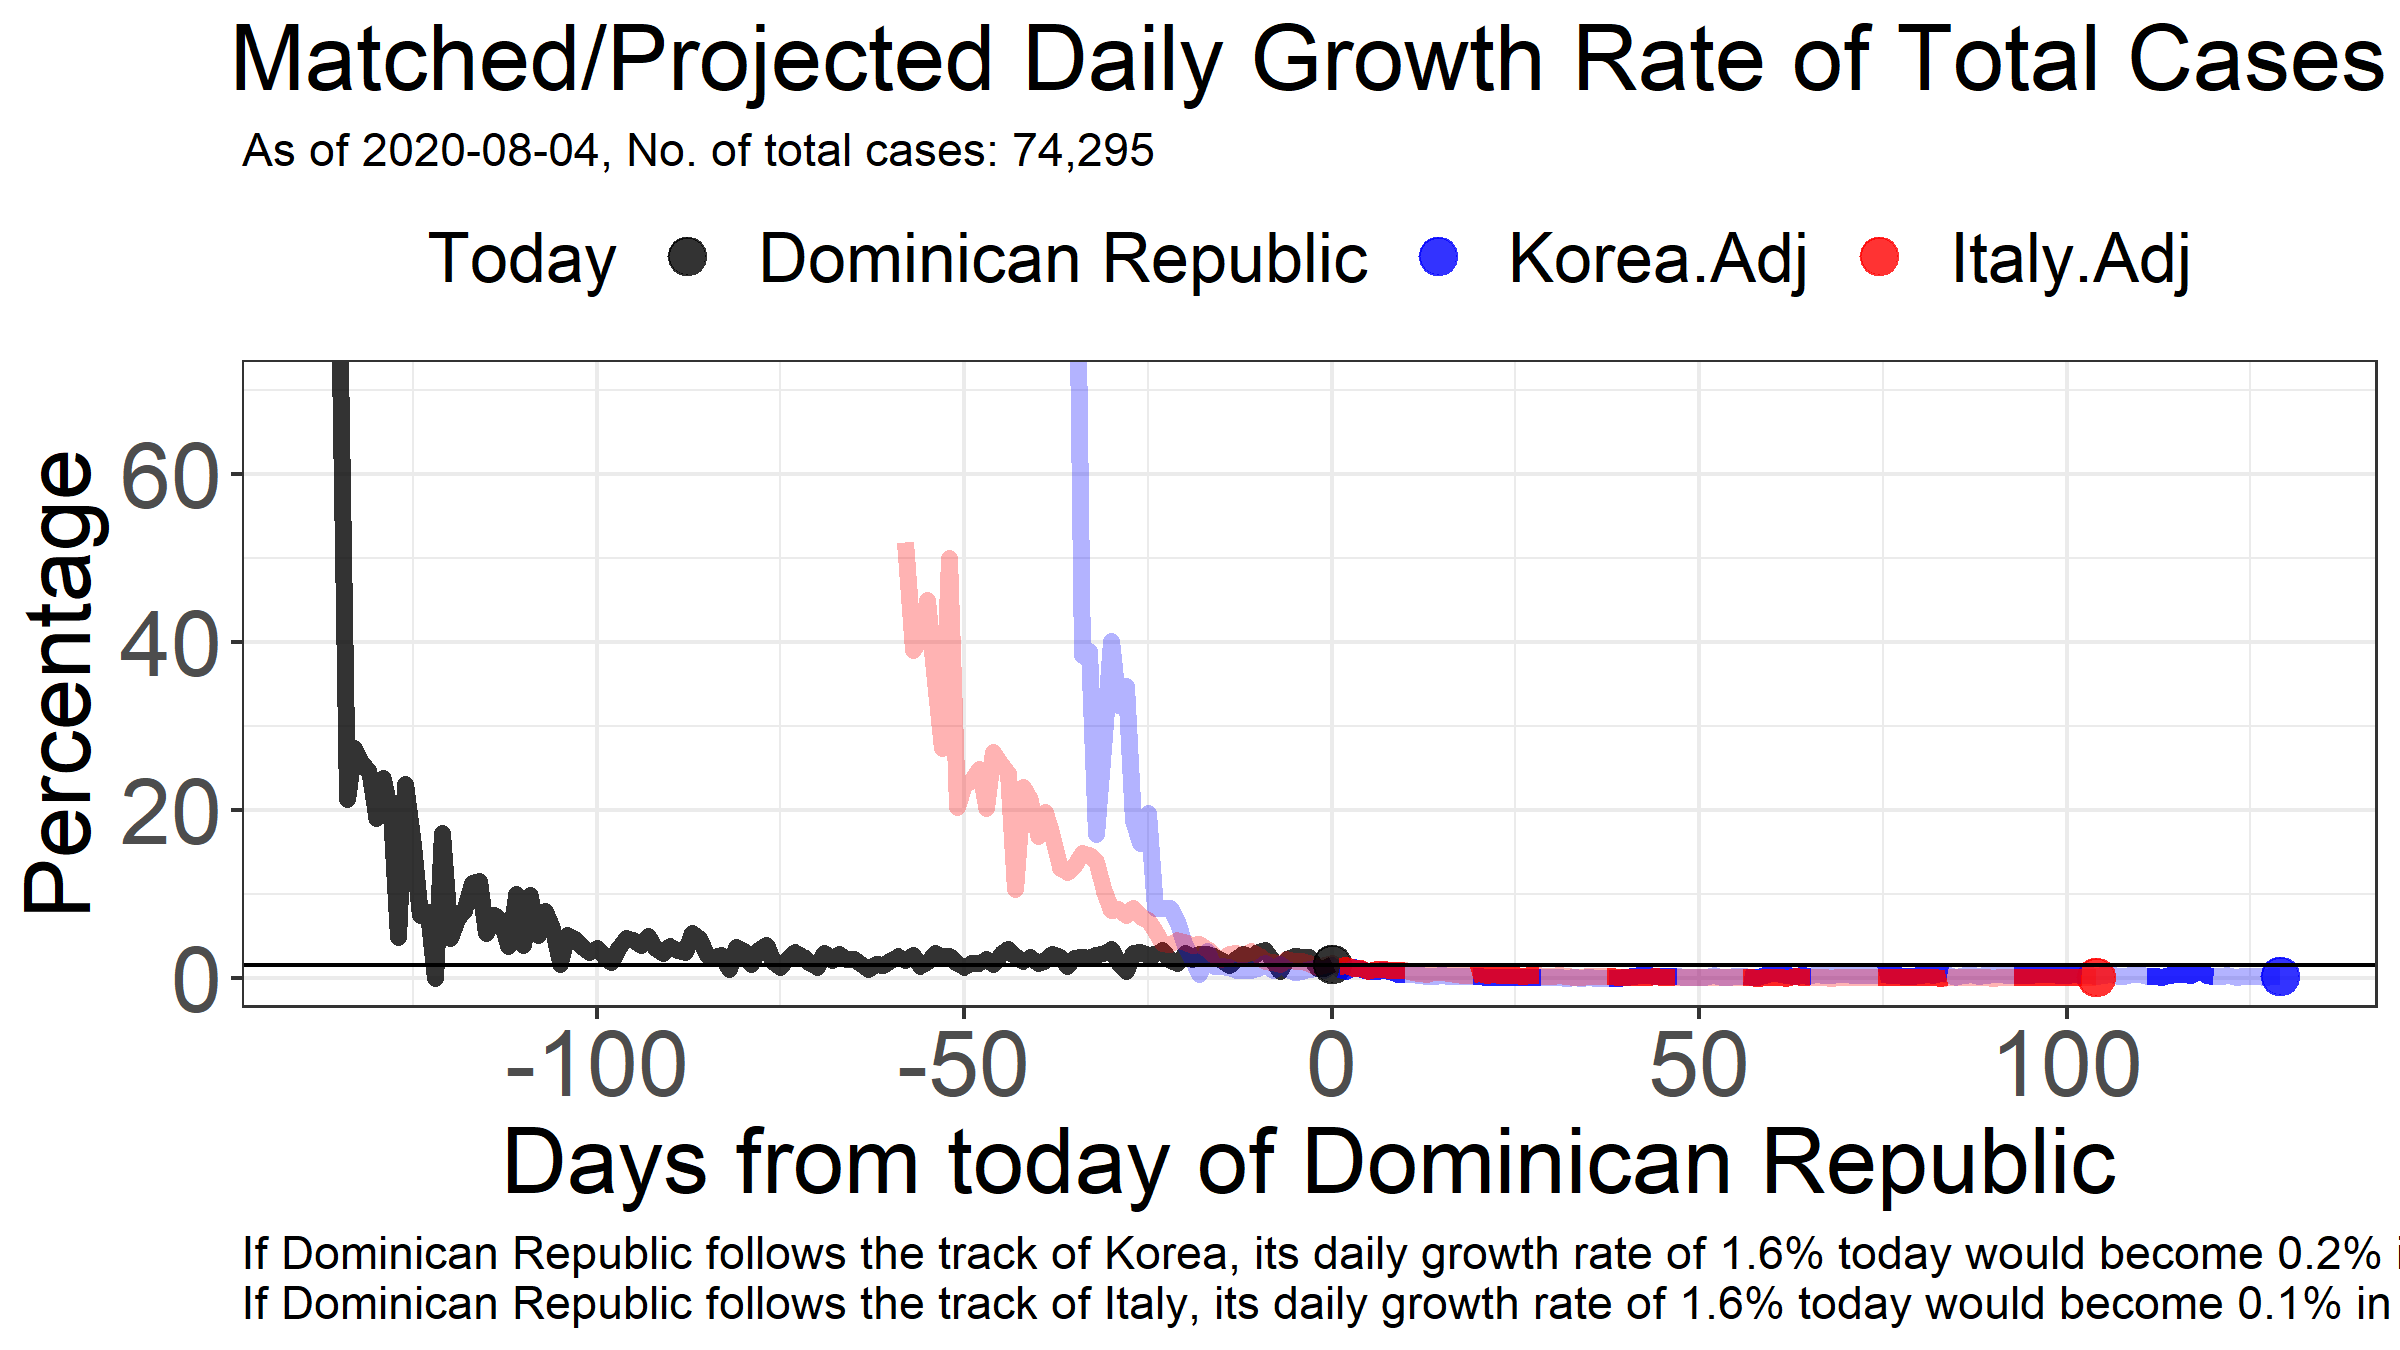 Matched/Projected Daily Growth Rate of Total Cases
As of 2020-08-04, No. of total cases: 74,295
Today Dominican Republic Korea.Adj Italy.Adj
Percentage
60
40
20
0
-100 -50 0 50 100
Days from today of Dominican Republic
If Dominican Republic follows the track of Korea, its daily growth rate of 1.6% today would become 0.2%
If Dominican Republic follows the track of Italy, its daily growth rate of 1.6% today would become 0.1% in